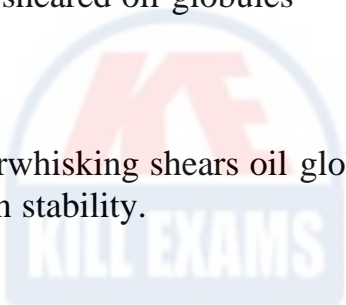 sheared oil globules
rwhisking shears oil glo
n stability.
KILL EXAMS